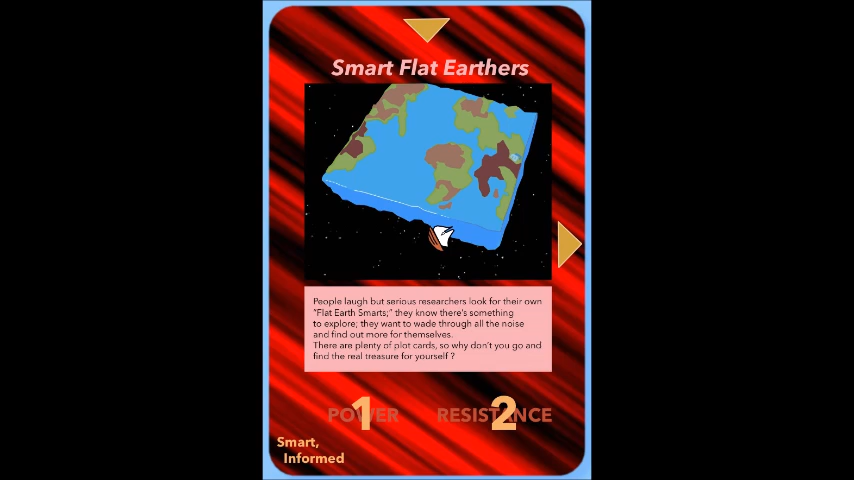 Smart Flat Earthers
People laugh but serious researchers look for their own
“Flat Earth Smarts;” they know there’s something
to explore; they want to wade through all the noise
and find out more for themselves.
There are plenty of plot cards, so why don’t you go and
find the real treasure for yourself ?
POWER 1 RESISTANCE 2
Smart,
Informed